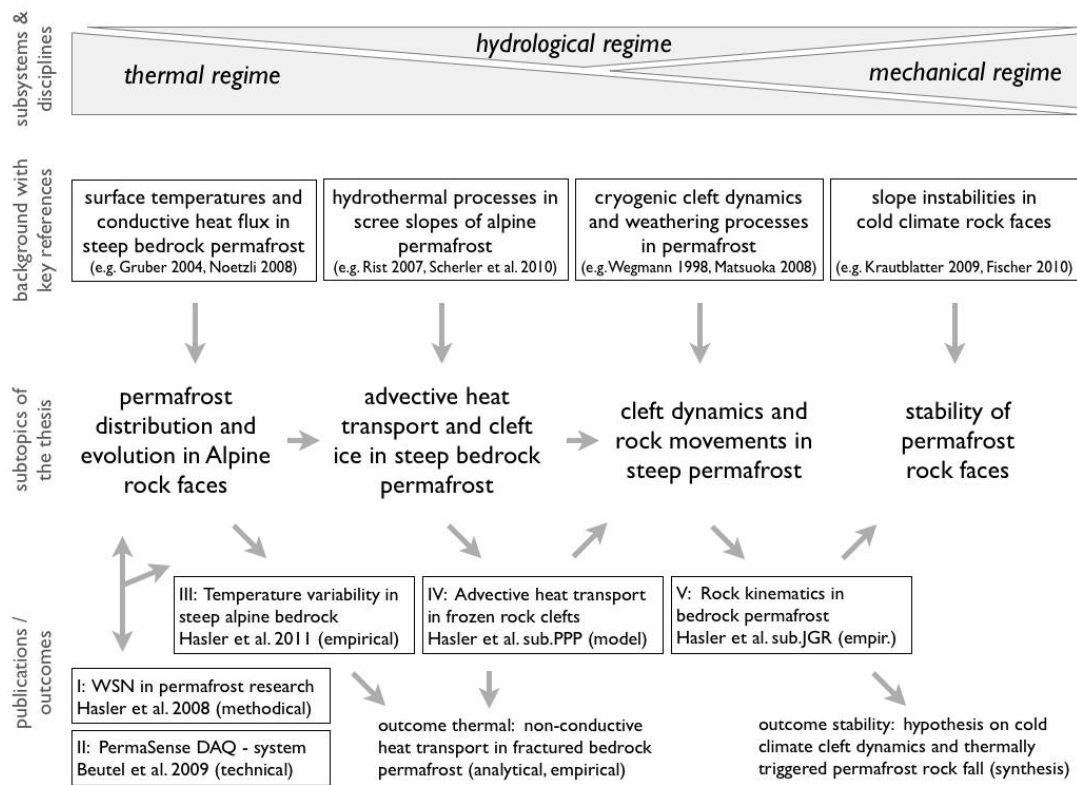 subsystems &
disciplines
hydrological regime
thermal regime
mechanical regime
background with
key references
surface temperatures and
conductive heat flux in
steep bedrock permafrost
(e.g. Gruber 2004, Noetzli 2008)
hydrothermal processes in
scree slopes of alpine
permafrost
(e.g. Rist 2007, Scherler et al. 2010)
cryogenic cleft dynamics
and weathering processes
in permafrost
(e.g. Wegmann 1998, Matsuoka 2008)
slope instabilities in
cold climate rock faces
(e.g. Krautblatter 2009, Fischer 2010)
subtopics of
the thesis
permafrost
distribution and
evolution in Alpine
rock faces
advective heat
transport and cleft
ice in steep bedrock
permafrost
cleft dynamics and
rock movements in
steep permafrost
stability of
permafrost
rock faces
publications /
outcomes
III: Temperature variability in
steep alpine bedrock
Hasler et al. 2011 (empirical)
IV: Advective heat transport
in frozen rock clefts
Hasler et al. sub.PPP (model)
V: Rock kinematics in
bedrock permafrost
Hasler et al. sub.JGR (empir.)
I: WSN in permafrost research
Hasler et al. 2008 (methodical)
II: PermaSense DAQ - system
Beutel et al. 2009 (technical)
outcome thermal: non-conductive
heat transport in fractured bedrock
permafrost (analytical, empirical)
outcome stability: hypothesis on cold
climate cleft dynamics and thermally
triggered permafrost rock fall (synthesis)